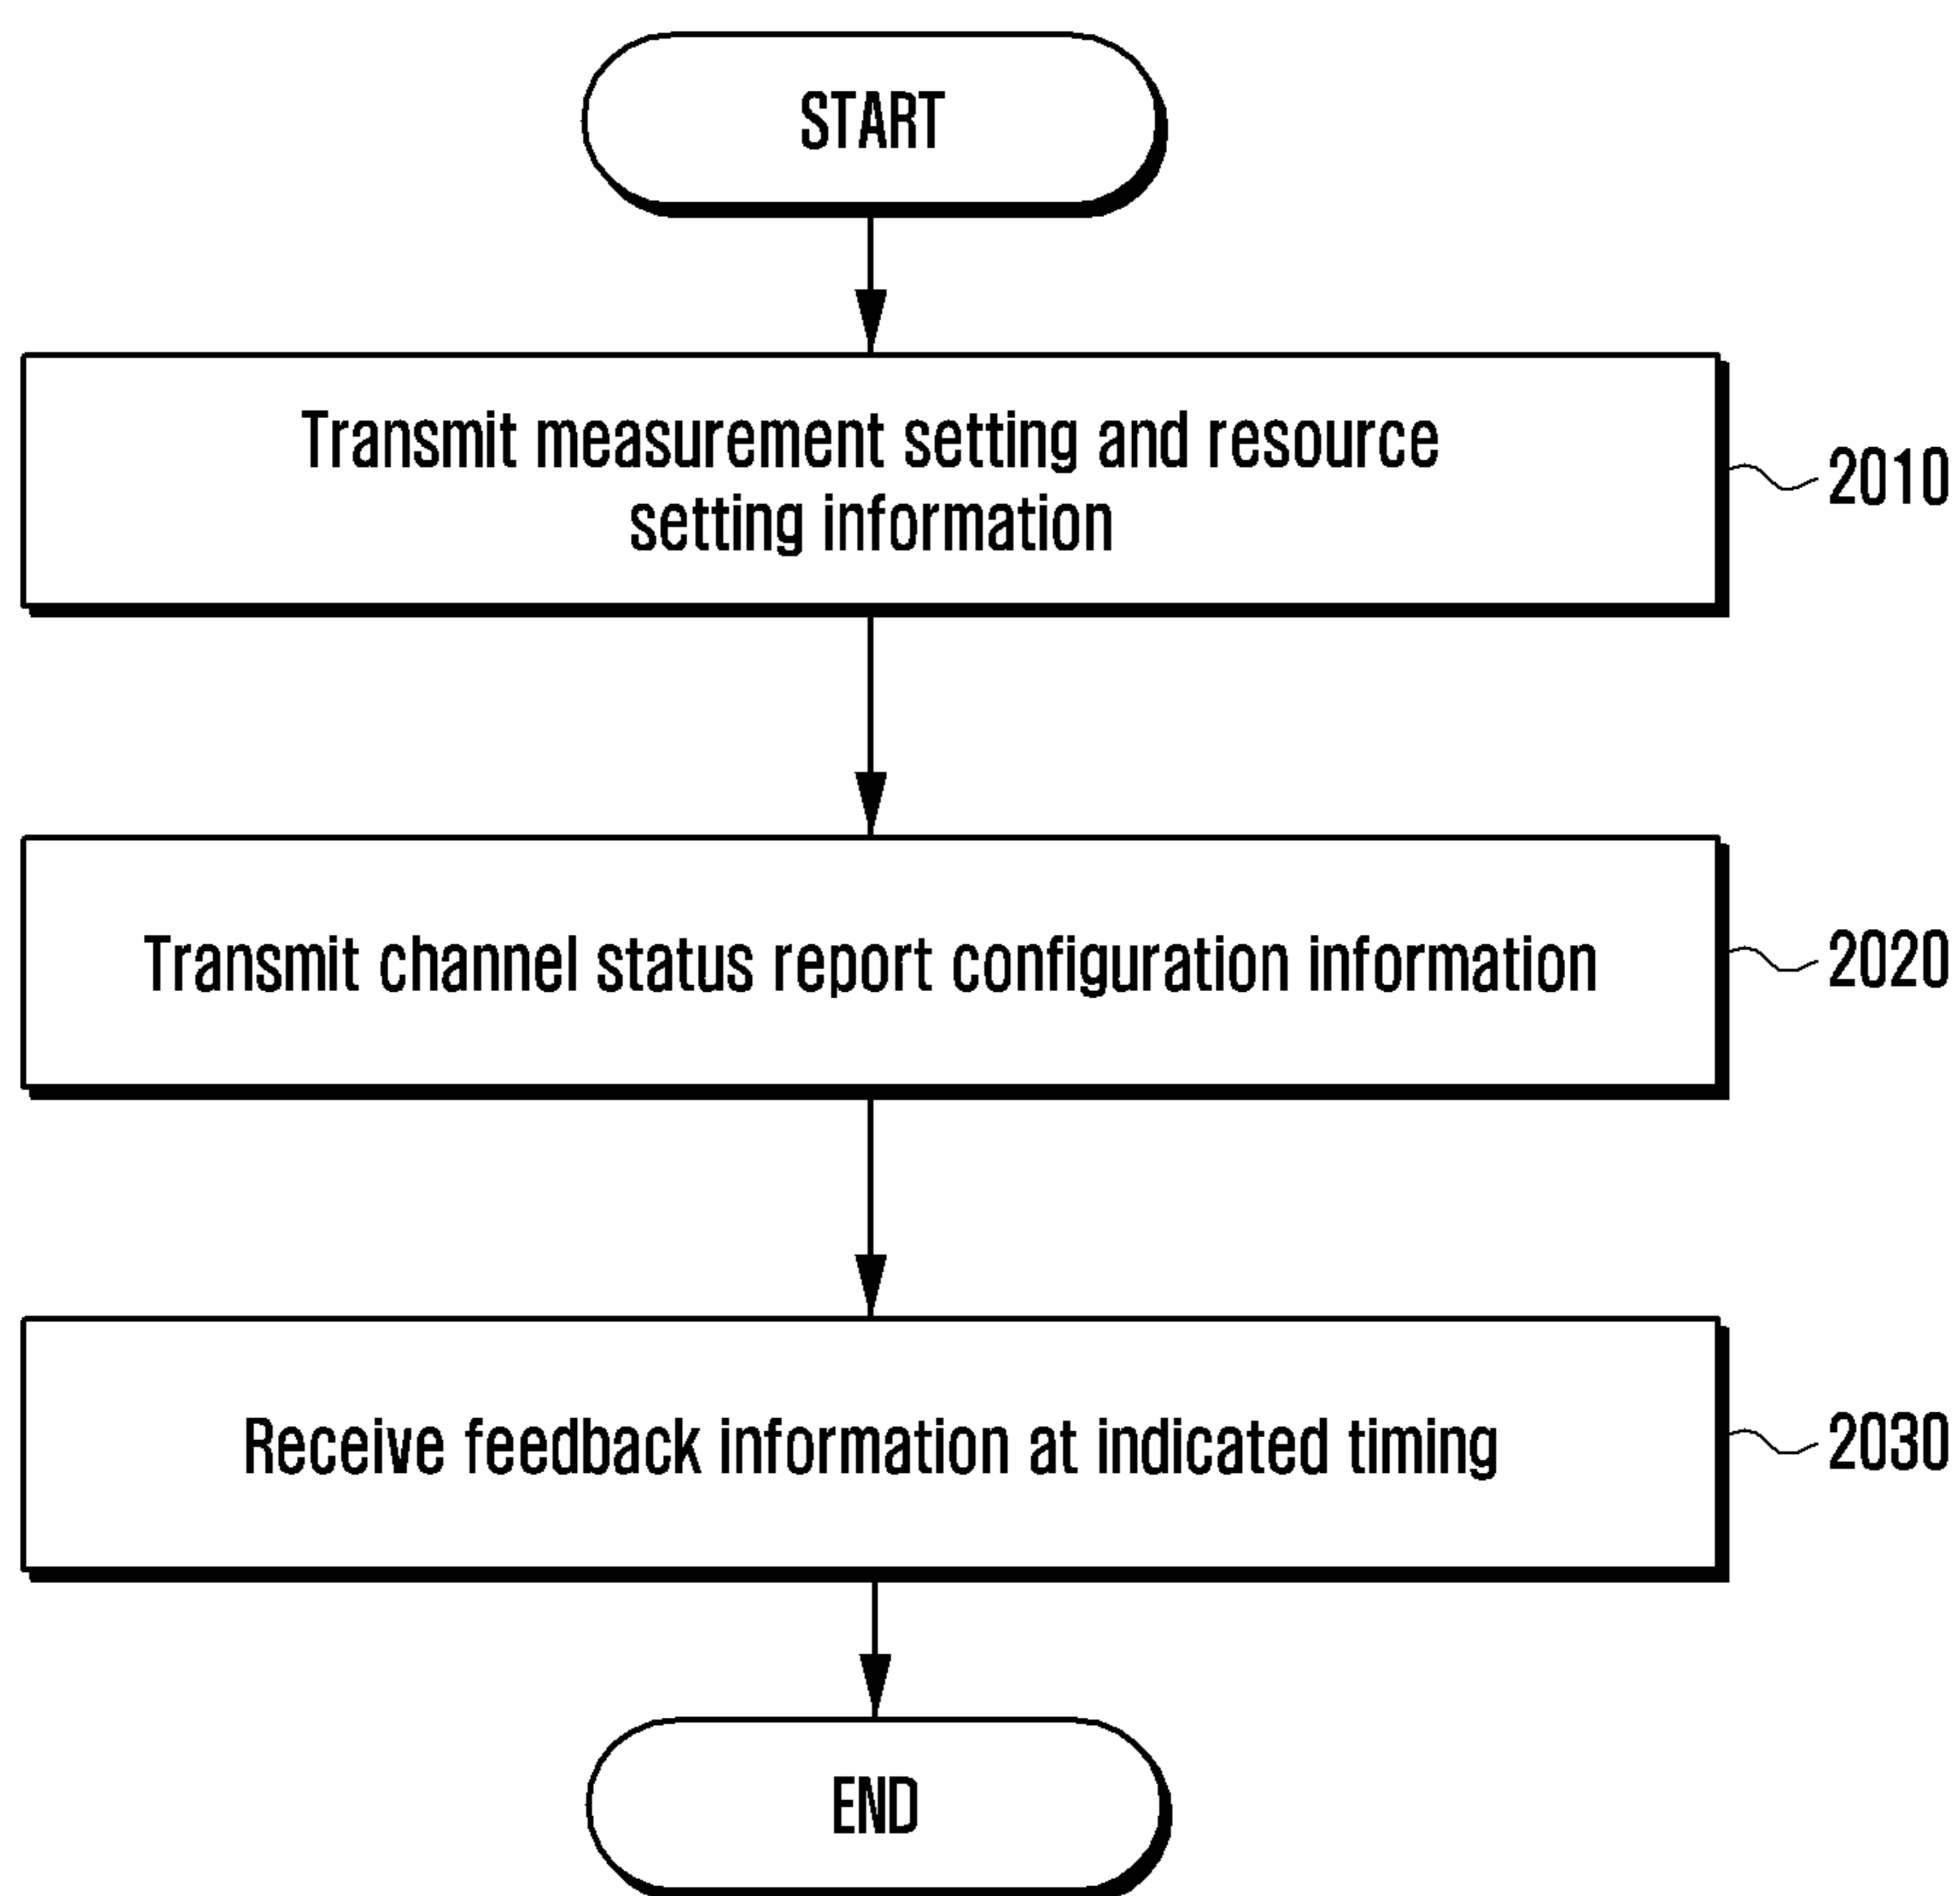 START
Transmit measurement setting and resource
setting information
2010
Transmit channel status report configuration information
2020
Receive feedback information at indicated timing
2030
END